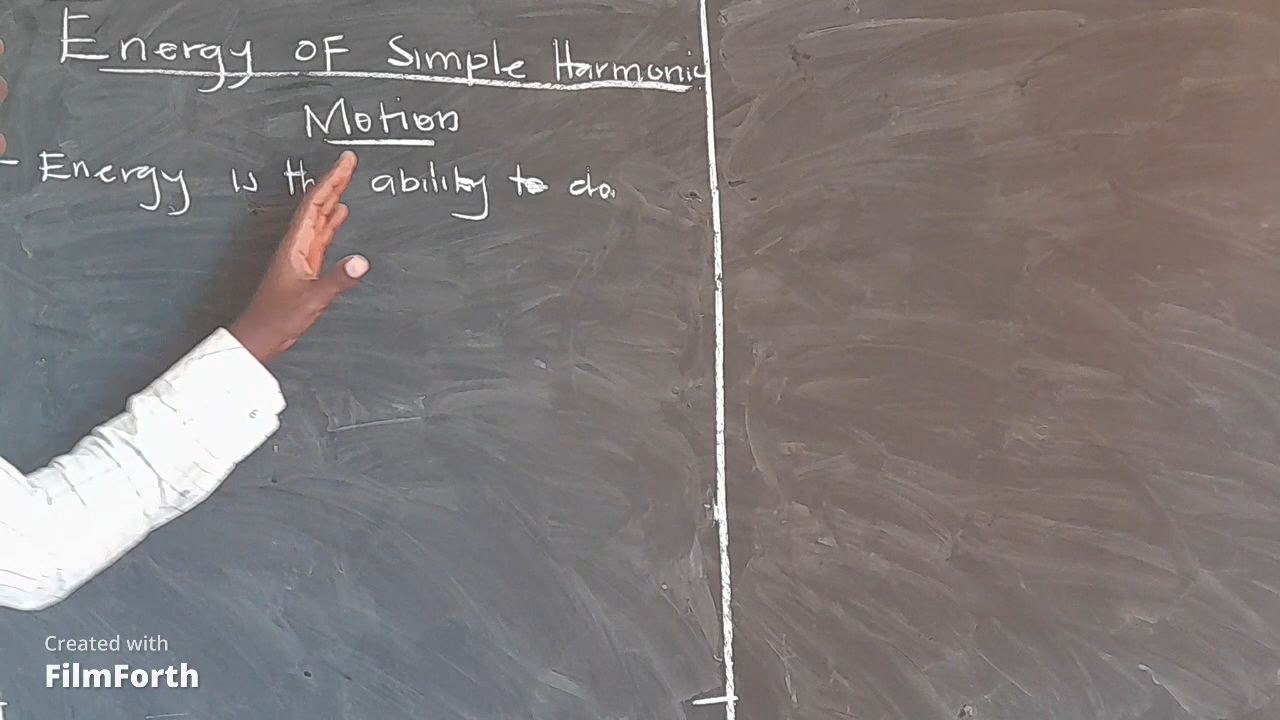 Energy OF Simple Harmonic
Motion
- Energy is the ability to do
Created with
FilmForth